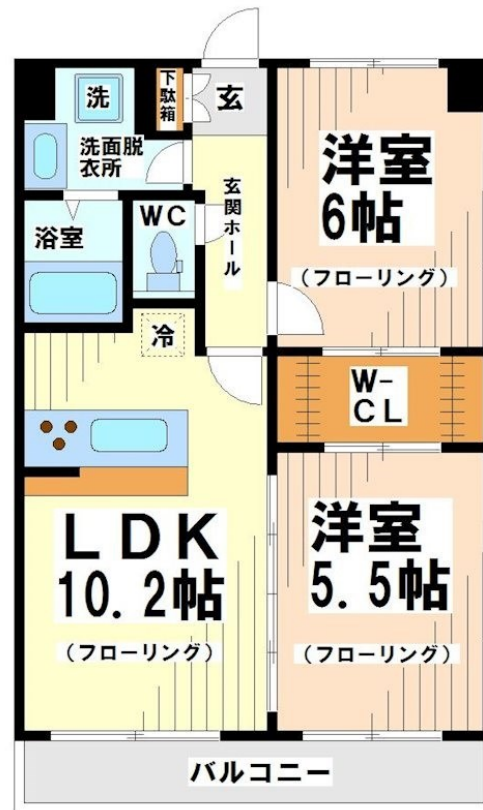 洗
下駄箱
玄
洗面脱
衣所
玄関ホール
WC
浴室
洋室
6帖
（フローリング）
冷
W-
CL
LDK
10.2帖
（フローリング）
洋室
5.5帖
（フローリング）
バルコニー